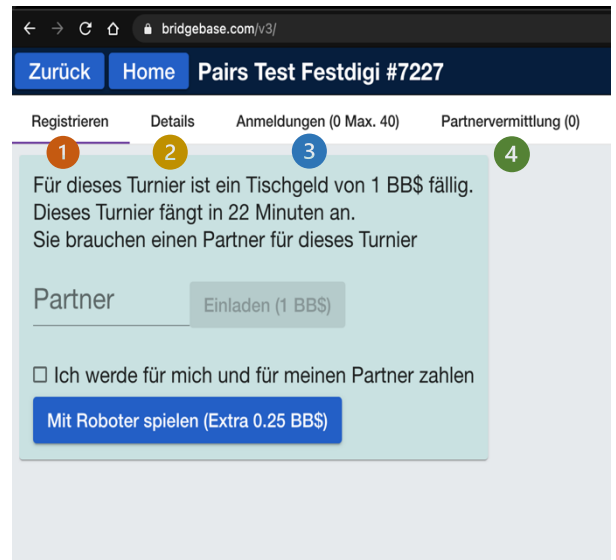 bridgebase.com/v3/
Zurück Home Pairs Test Festdigi #7227
Registrieren Details Anmeldungen (0 Max. 40) Partnervermittlung (0)
1 2 3 4
Für dieses Turnier ist ein Tischgeld von 1 BB$ fällig.
Dieses Turnier fängt in 22 Minuten an.
Sie brauchen einen Partner für dieses Turnier
Partner Einladen (1 BB$)
Ich werde für mich und für meinen Partner zahlen
Mit Roboter spielen (Extra 0.25 BB$)